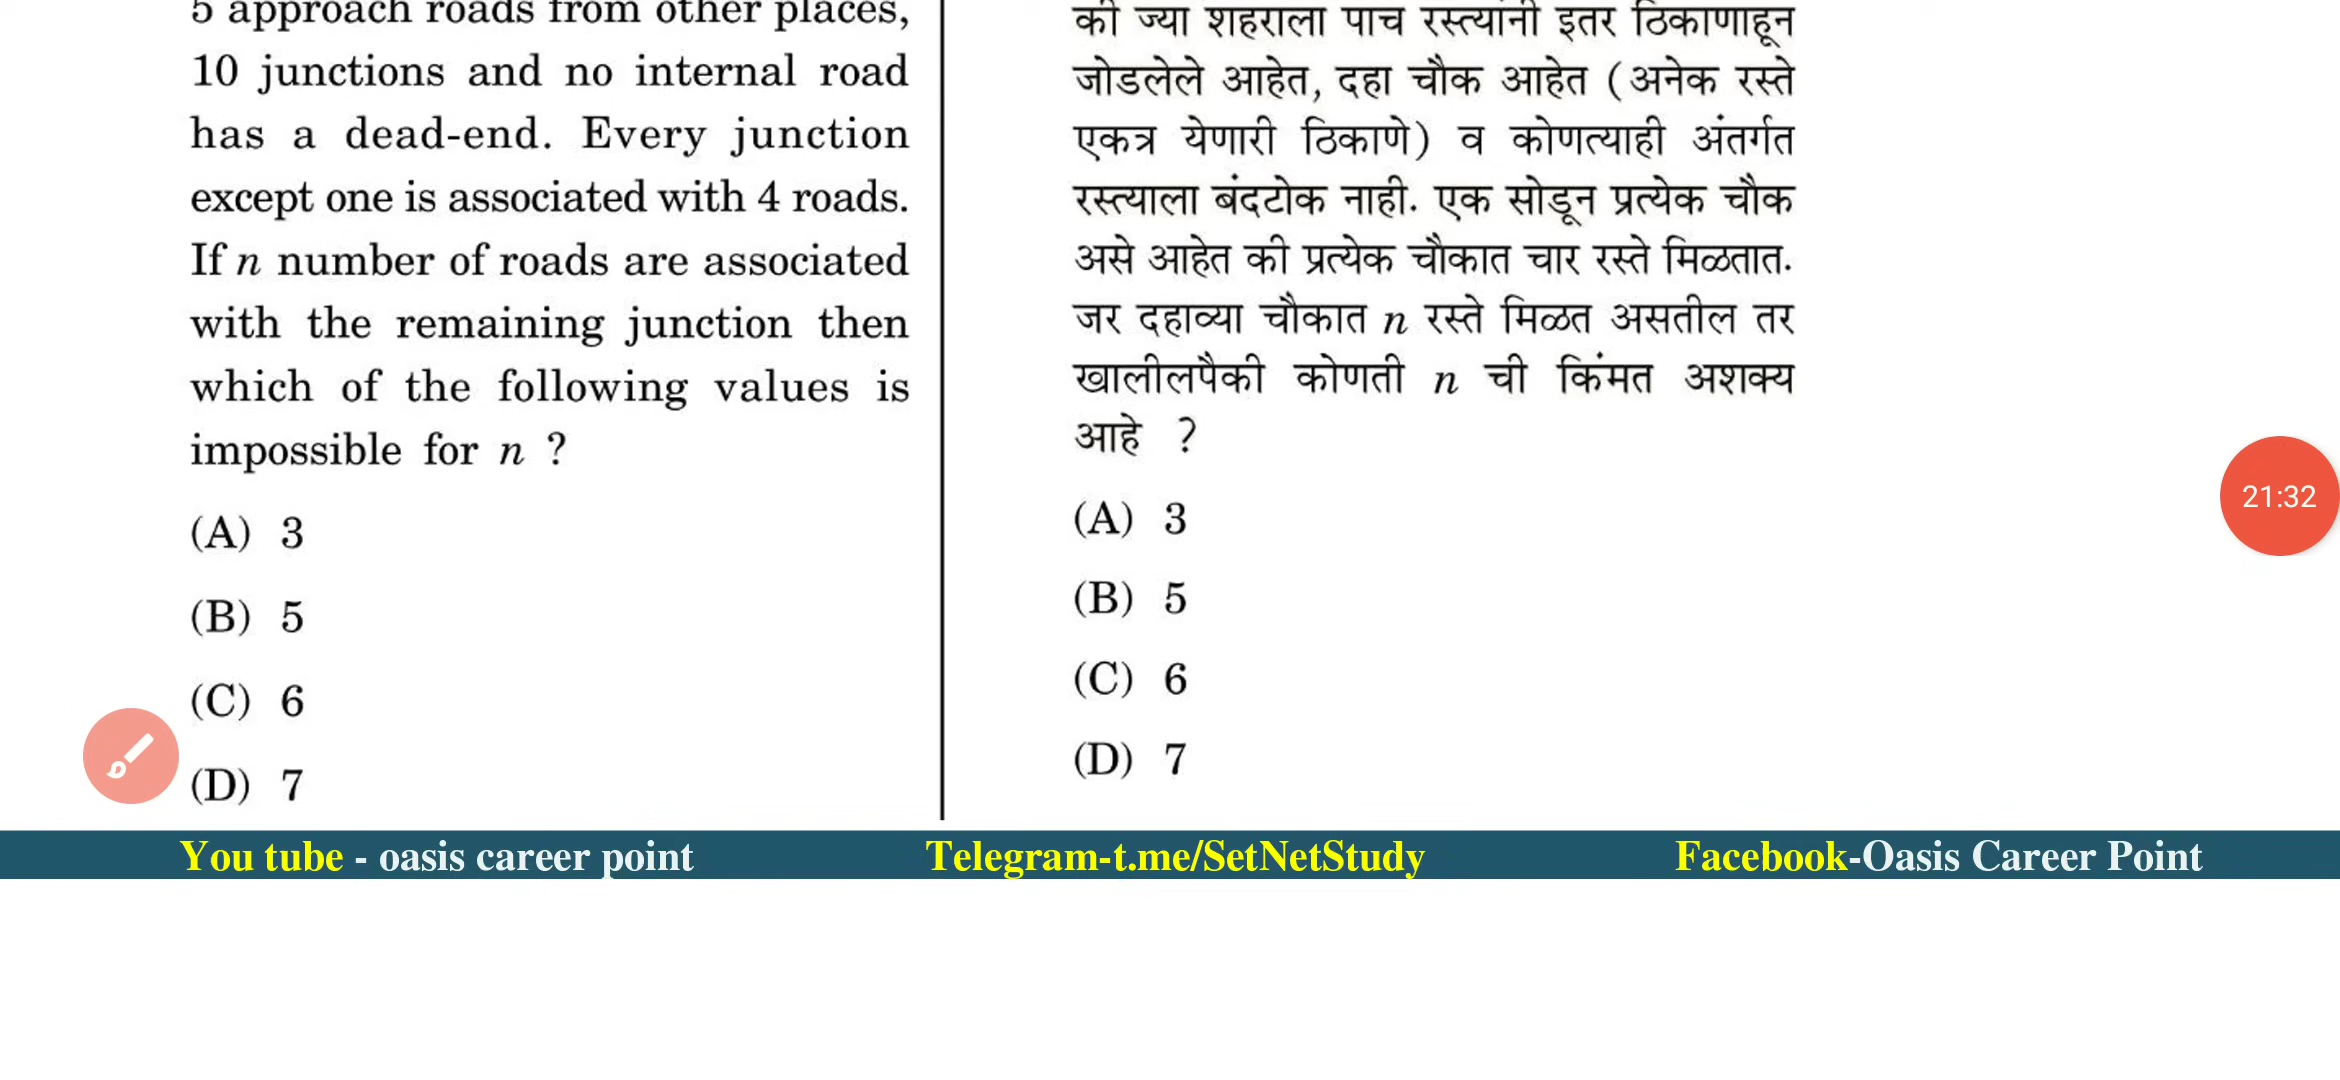 5 approach roads from other places,
10 junctions and no internal road
has a dead-end. Every junction
except one is associated with 4 roads.
If n number of roads are associated
with the remaining junction then
which of the following values is
impossible for n ?
(A) 3
(B) 5
(C) 6
(D) 7
की ज्या शहराला पाच रस्त्यांनी इतर ठिकाणाहून
जोडलेले आहेत, दहा चौक आहेत (अनेक रस्ते
एकत्र येणारी ठिकाणे) व कोणत्याही अंतर्गत
रस्त्याला बंदटोक नाही. एक सोडून प्रत्येक चौक
असे आहेत की प्रत्येक चौकात चार रस्ते मिळतात.
जर दहाव्या चौकात n रस्ते मिळत असतील तर
खालीलपैकी कोणती n ची किंमत अशक्य
आहे ?
(A) 3
(B) 5
(C) 6
(D) 7
21:32
You tube - oasis career point Telegram-t.me/SetNetStudy Facebook-Oasis Career Point